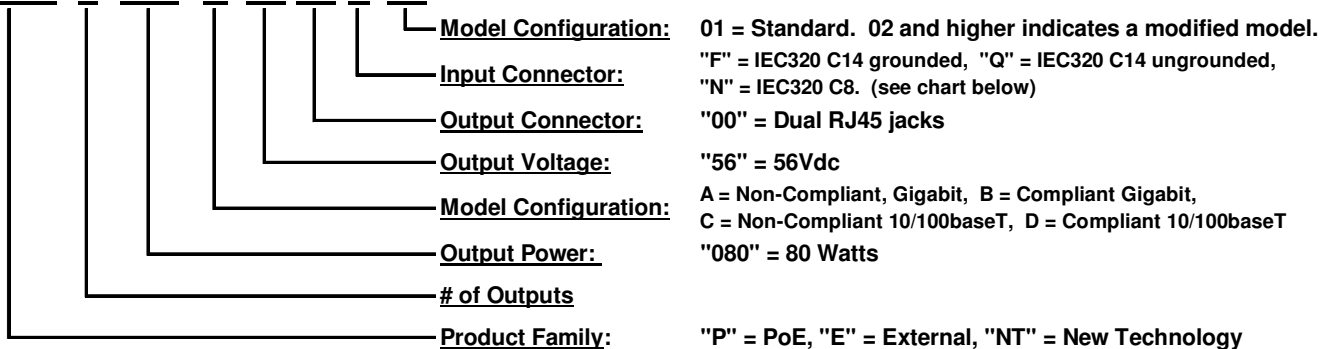 Model Configuration: 01 = Standard. 02 and higher indicates a modified model.
Input Connector: "F" = IEC320 C14 grounded, "Q" = IEC320 C14 ungrounded,
"N" = IEC320 C8. (see chart below)
Output Connector: "00" = Dual RJ45 jacks
Output Voltage: "56" = 56Vdc
Model Configuration: A = Non-Compliant, Gigabit, B = Compliant Gigabit,
C = Non-Compliant 10/100baseT, D = Compliant 10/100baseT
Output Power: "080" = 80 Watts
# of Outputs
Product Family: "P" = PoE, "E" = External, "NT" = New Technology